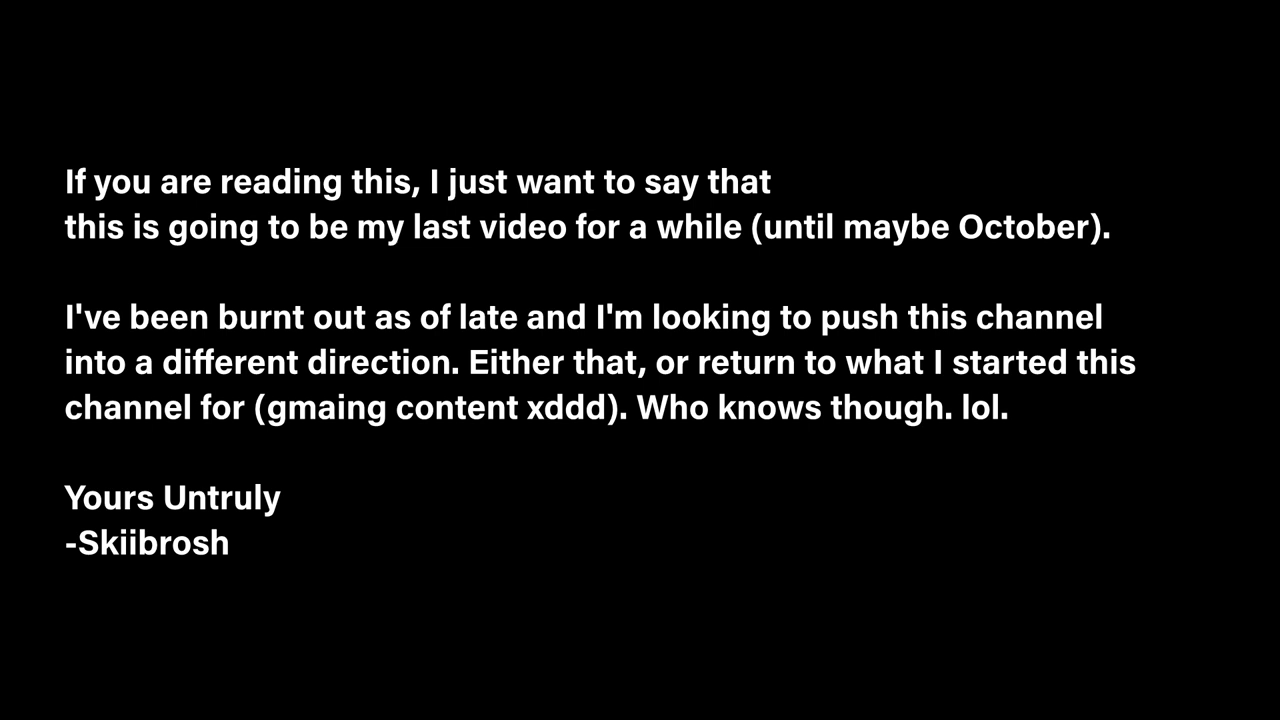 If you are reading this, I just want to say that
this is going to be my last video for a while (until maybe October).
I've been burnt out as of late and I'm looking to push this channel
into a different direction. Either that, or return to what I started this
channel for (gmaing content xddd). Who knows though. lol.
Yours Untruly
-Skiibrosh